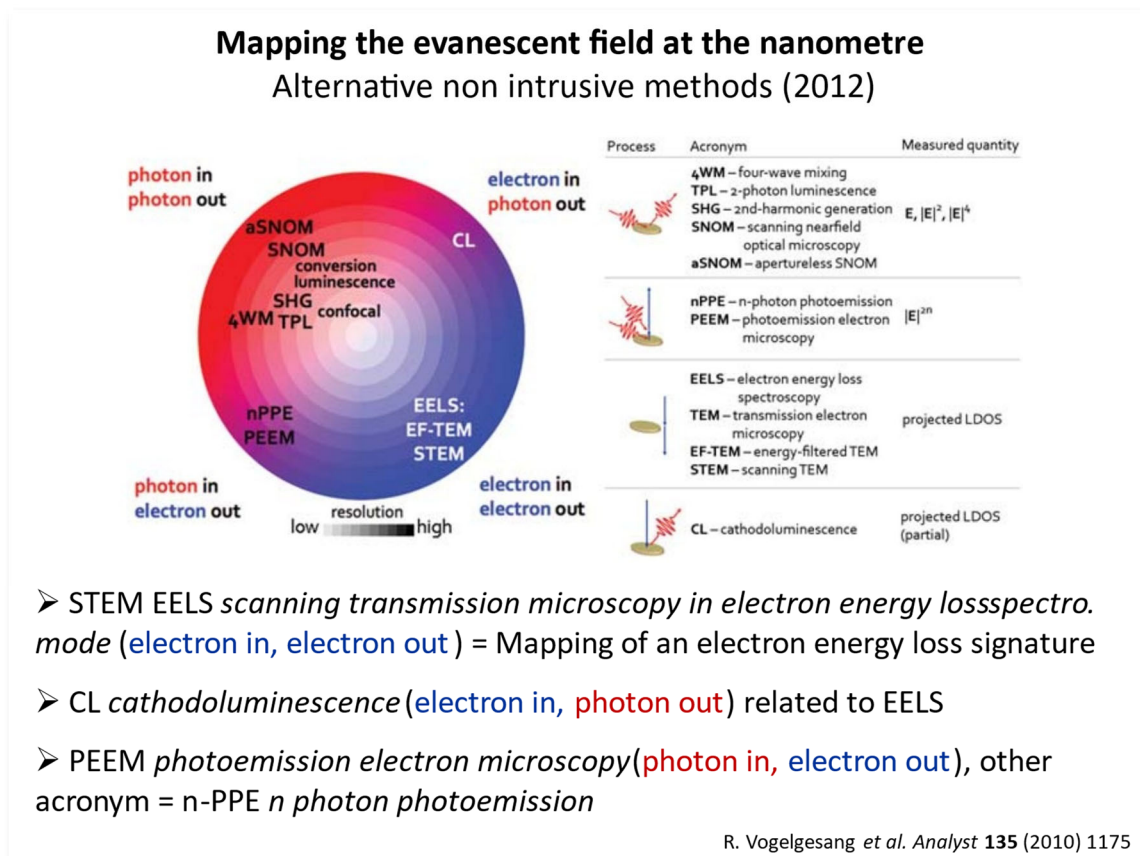 Mapping the evanescent field at the nanometre
Alternative non intrusive methods (2012)
photon in
photon out
electron in
photon out
aSNOM
SNOM
conversion
luminescence
SHG
confocal
4WM TPL
CL
nPPE
PEEM
EELS:
EF-TEM
STEM
photon in
electron out
electron in
electron out
resolution
low high
Process Acronym Measured quantity
4WM – four-wave mixing
TPL – 2-photon luminescence
SHG – 2nd-harmonic generation
SNOM – scanning nearfield
optical microscopy
aSNOM – apertureless SNOM
E, |E|², |E|⁴
nPPE – n-photon photoemission
PEEM – photoemission electron
microscopy
|E|²ⁿ
EELS – electron energy loss
spectroscopy
TEM – transmission electron
microscopy
EF-TEM – energy-filtered TEM
STEM – scanning TEM
projected LDOS
CL – cathodoluminescence
projected LDOS
(partial)
➢ STEM EELS scanning transmission microscopy in electron energy lossspectro.
mode (electron in, electron out ) = Mapping of an electron energy loss signature
➢ CL cathodoluminescence (electron in, photon out) related to EELS
➢ PEEM photoemission electron microscopy(photon in, electron out), other
acronym = n-PPE n photon photoemission
R. Vogelgesang et al. Analyst 135 (2010) 1175